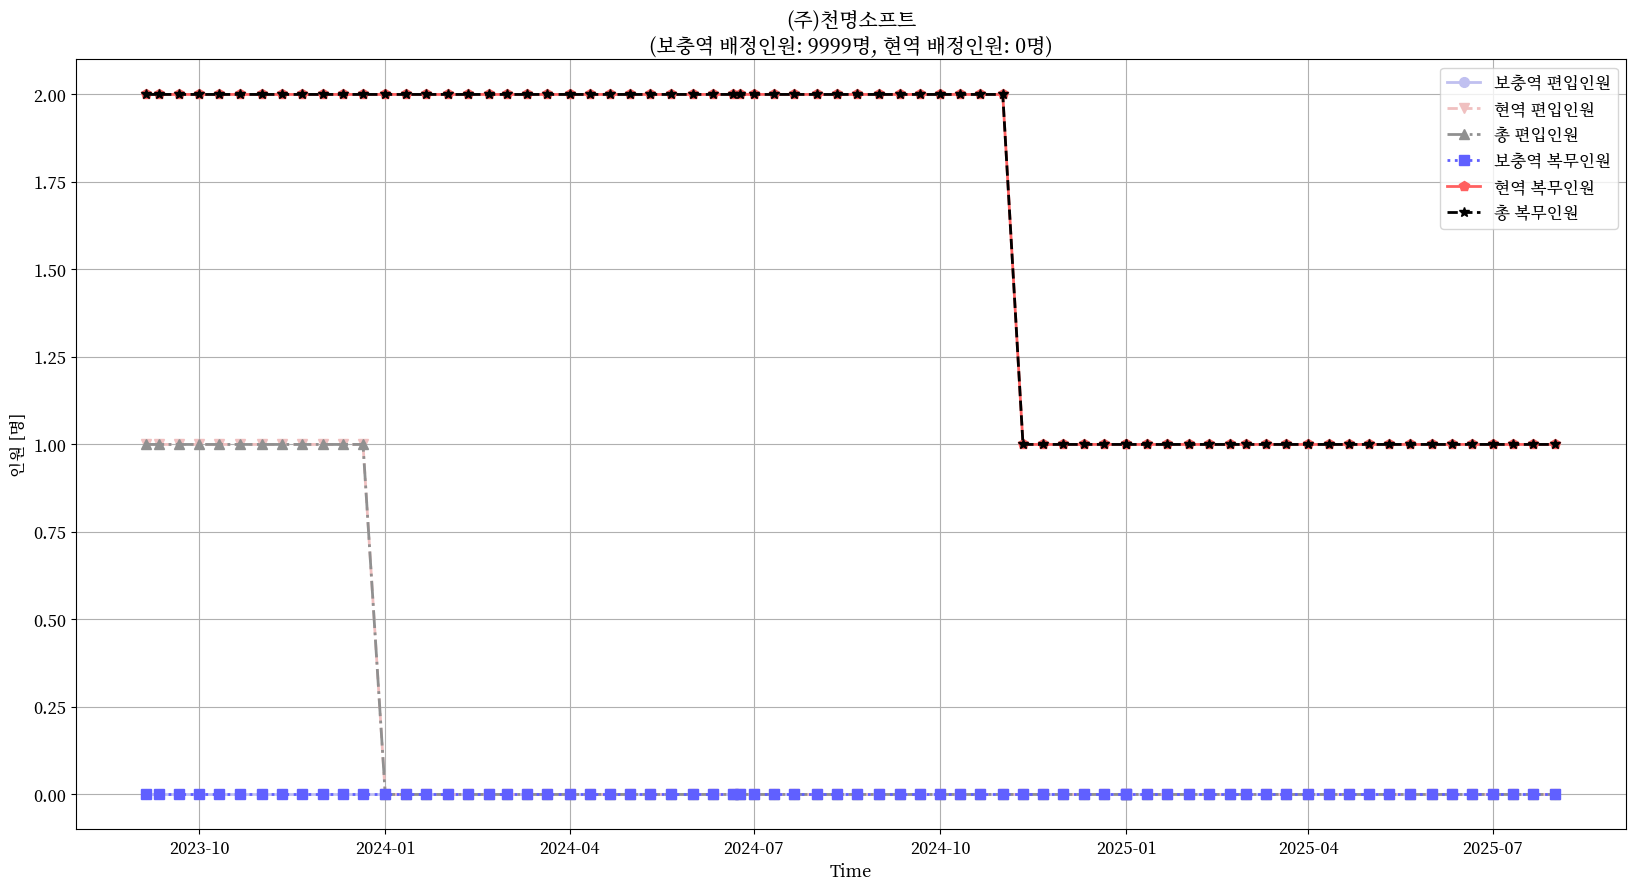 (주)천명소프트
(보충역 배정인원: 9999명, 현역 배정인원: 0명)
보충역 편입인원
현역 편입인원
총 편입인원
보충역 복무인원
현역 복무인원
총 복무인원
인원 [명]
2.00
1.75
1.50
1.25
1.00
0.75
0.50
0.25
0.00
2023-10
2024-01
2024-04
2024-07
2024-10
2025-01
2025-04
2025-07
Time